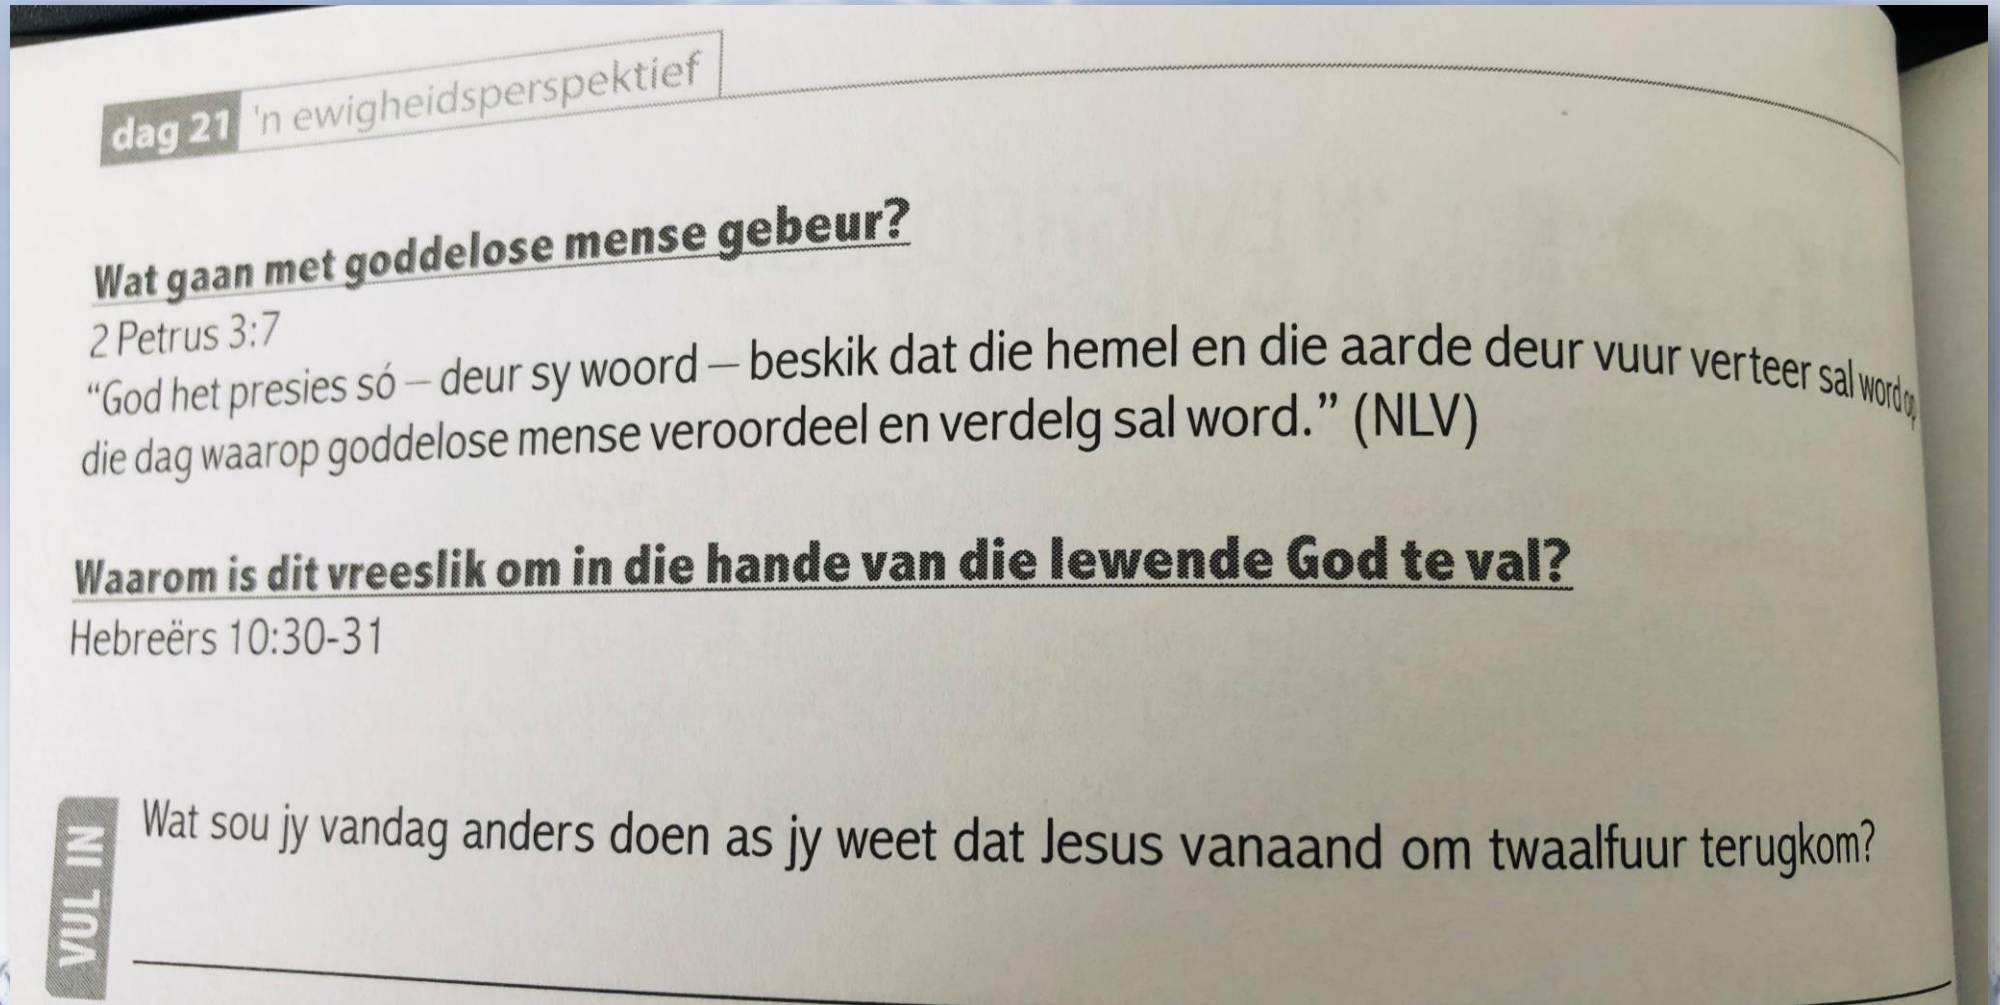 dag 21 'n ewigheidsperspektief
Wat gaan met goddelose mense gebeur?
2 Petrus 3:7
“God het presies só – deur sy woord – beskik dat die hemel en die aarde deur vuur verteer sal word op
die dag waarop goddelose mense veroordeel en verdelg sal word.” (NLV)
Waarom is dit vreeslik om in die hande van die lewende God te val?
Hebreërs 10:30-31
VUL IN
Wat sou jy vandag anders doen as jy weet dat Jesus vanaand om twaalfuur terugkom?